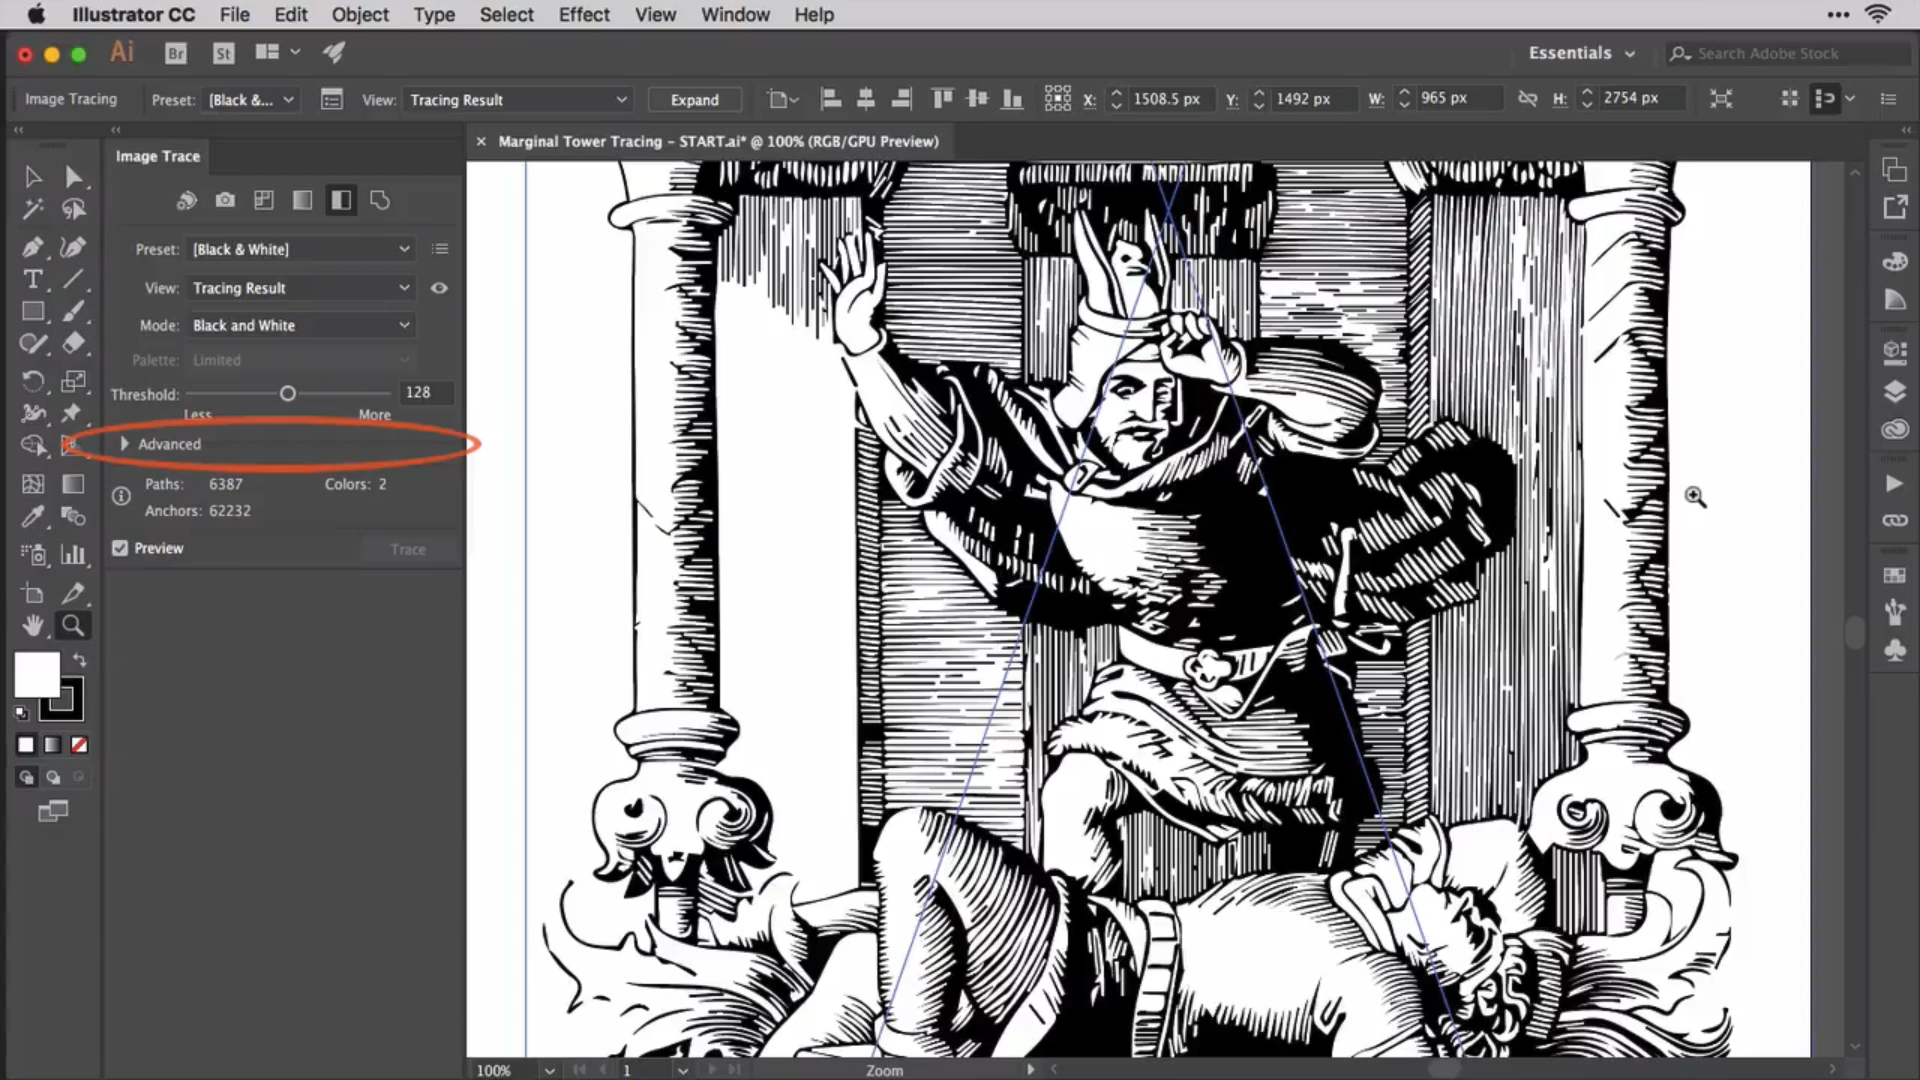 Illustrator CC File Edit Object Type Select Effect View Window Help
Ai Br St Essentials Search Adobe Stock
Image Tracing Preset: [Black &... View: Tracing Result Expand X: 1508.5 px Y: 1492 px W: 965 px H: 2754 px
× Marginal Tower Tracing – START.ai* @ 100% (RGB/GPU Preview)
Image Trace
Preset: [Black & White]
View: Tracing Result
Mode: Black and White
Palette: Limited
Threshold: 128
Less More
Advanced
Paths: 6387 Colors: 2
Anchors: 62232
Preview Trace
100% 1 Zoom